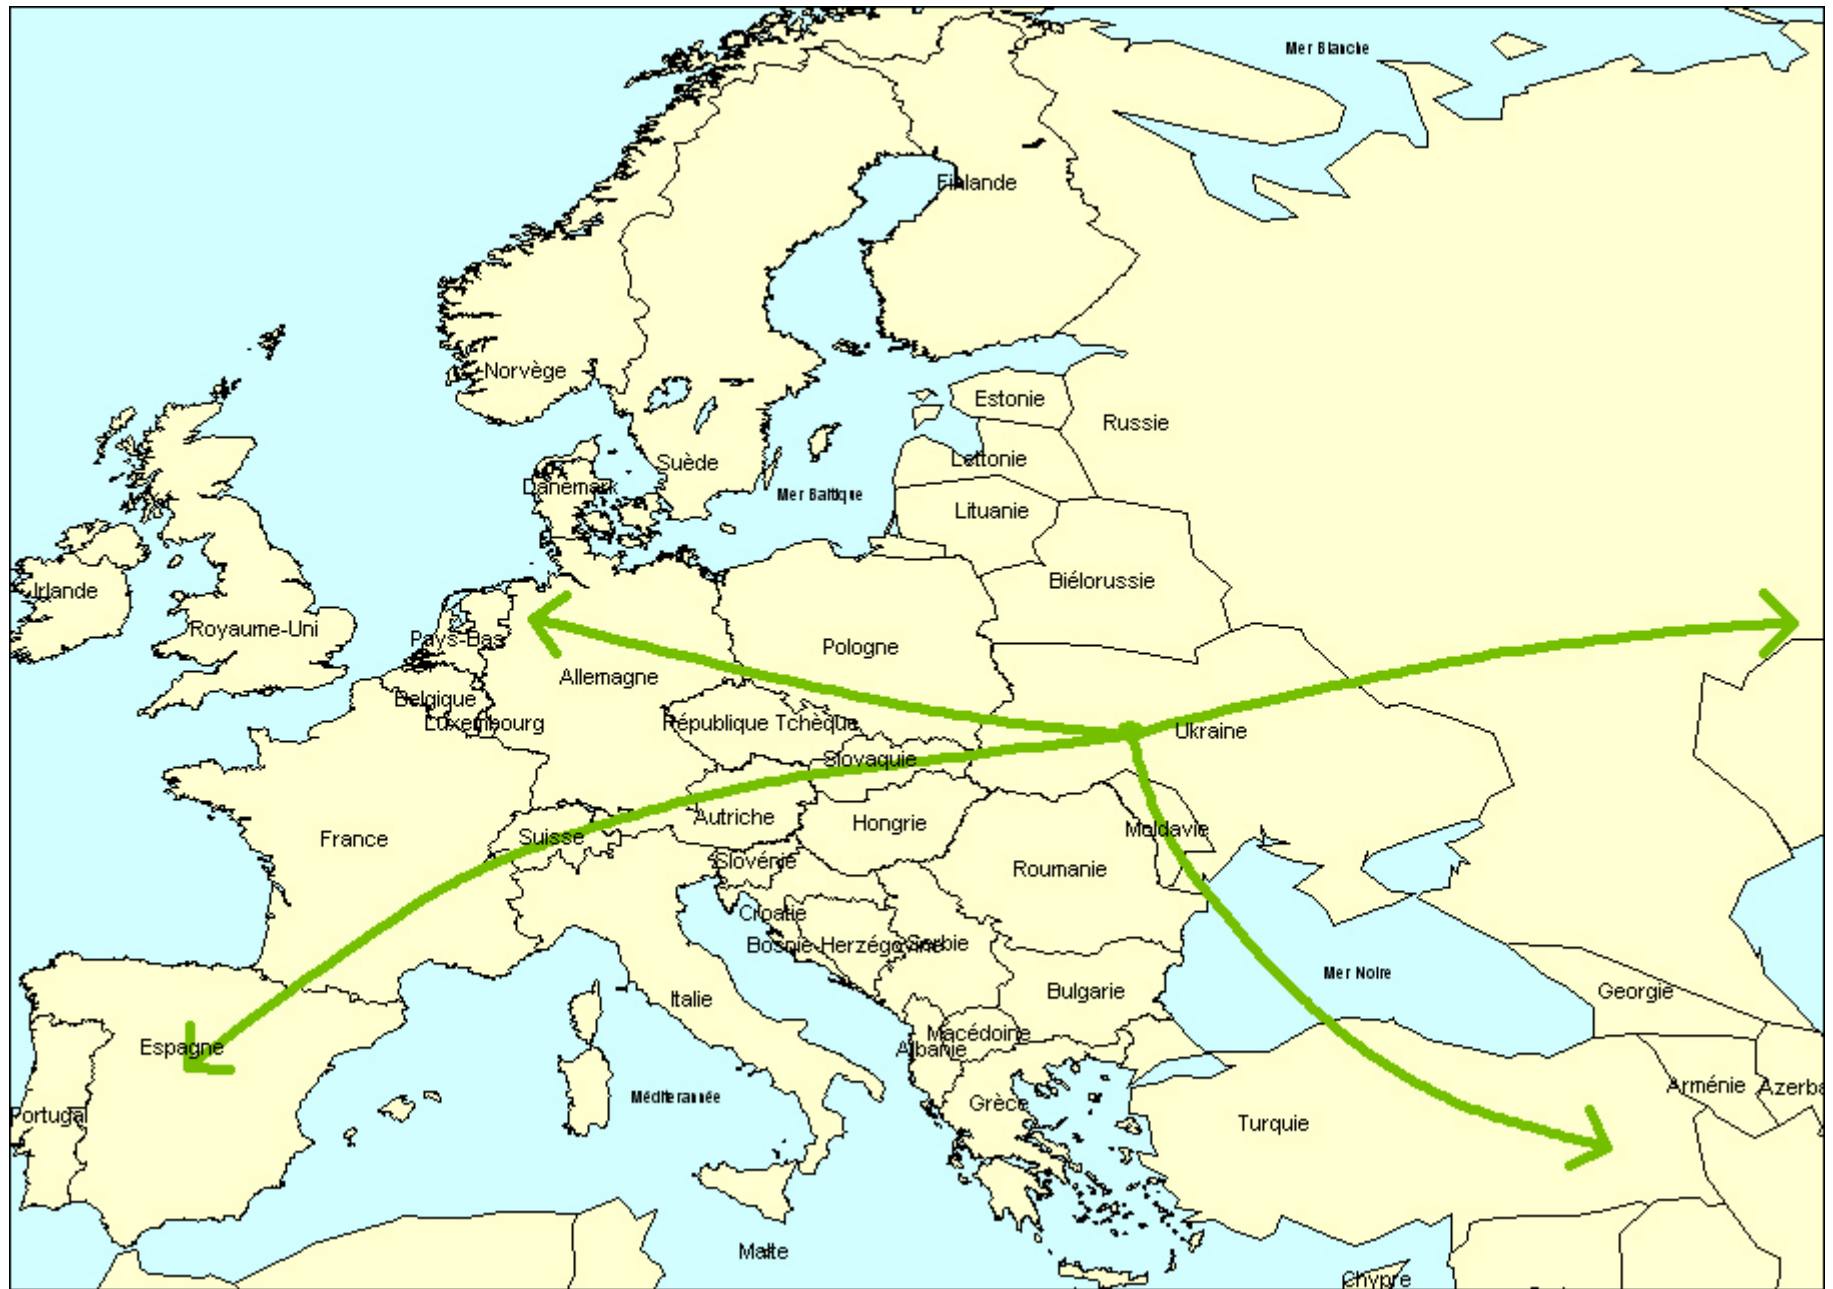 Mer Blanche
Finlande
Norvège
Estonie
Russie
Suède
Lettonie
Danemark
Mer Baltique
Lituanie
Biélorussie
Irlande
Royaume-Uni
Pays-Bas
Pologne
Allemagne
Belgique
Luxembourg
République Tchèque
Ukraine
Slovaquie
Autriche
Hongrie
Moldavie
France
Suisse
Slovénie
Roumanie
Croatie
Bosnie-Herzégovine
Serbie
Mer Noire
Italie
Bulgarie
Georgie
Macédoine
Espagne
Albanie
Arménie
Azerba
Méditerannée
Grèce
Portugal
Turquie
Malte
Chypre